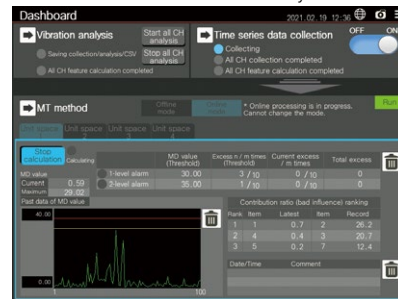 Dashboard 2021.02.19 12:36
Vibration analysis
Start all CH analysis
Saving collection/analysis/CSV
Stop all CH analysis
All CH feature calculation completed
Time series data collection
OFF ON
Collecting
All CH collection completed
All CH feature calculation completed
MT method
Offline mode
Online mode
* Online processing is in progress.
Cannot change the mode.
Run
Unit space 1 Unit space 2 Unit space 3 Unit space 4
Stop calculation
Calculating
MD value (Threshold) Excess n / m times (Threshold) Current excess / m times Total excess
1-level alarm 30.00 3 / 10 0 / 10 0
2-level alarm 35.00 1 / 10 0 / 10 0
MD value
Current 0.59
Maximum 29.02
Past data of MD value
40.00
0.00
1 100
Contribution ratio (bad influence) ranking
Rank Item Latest Item Record
1 1 0.7 2 26.2
2 4 0.4 3 20.7
3 5 0.2 7 12.4
Date/Time Comment